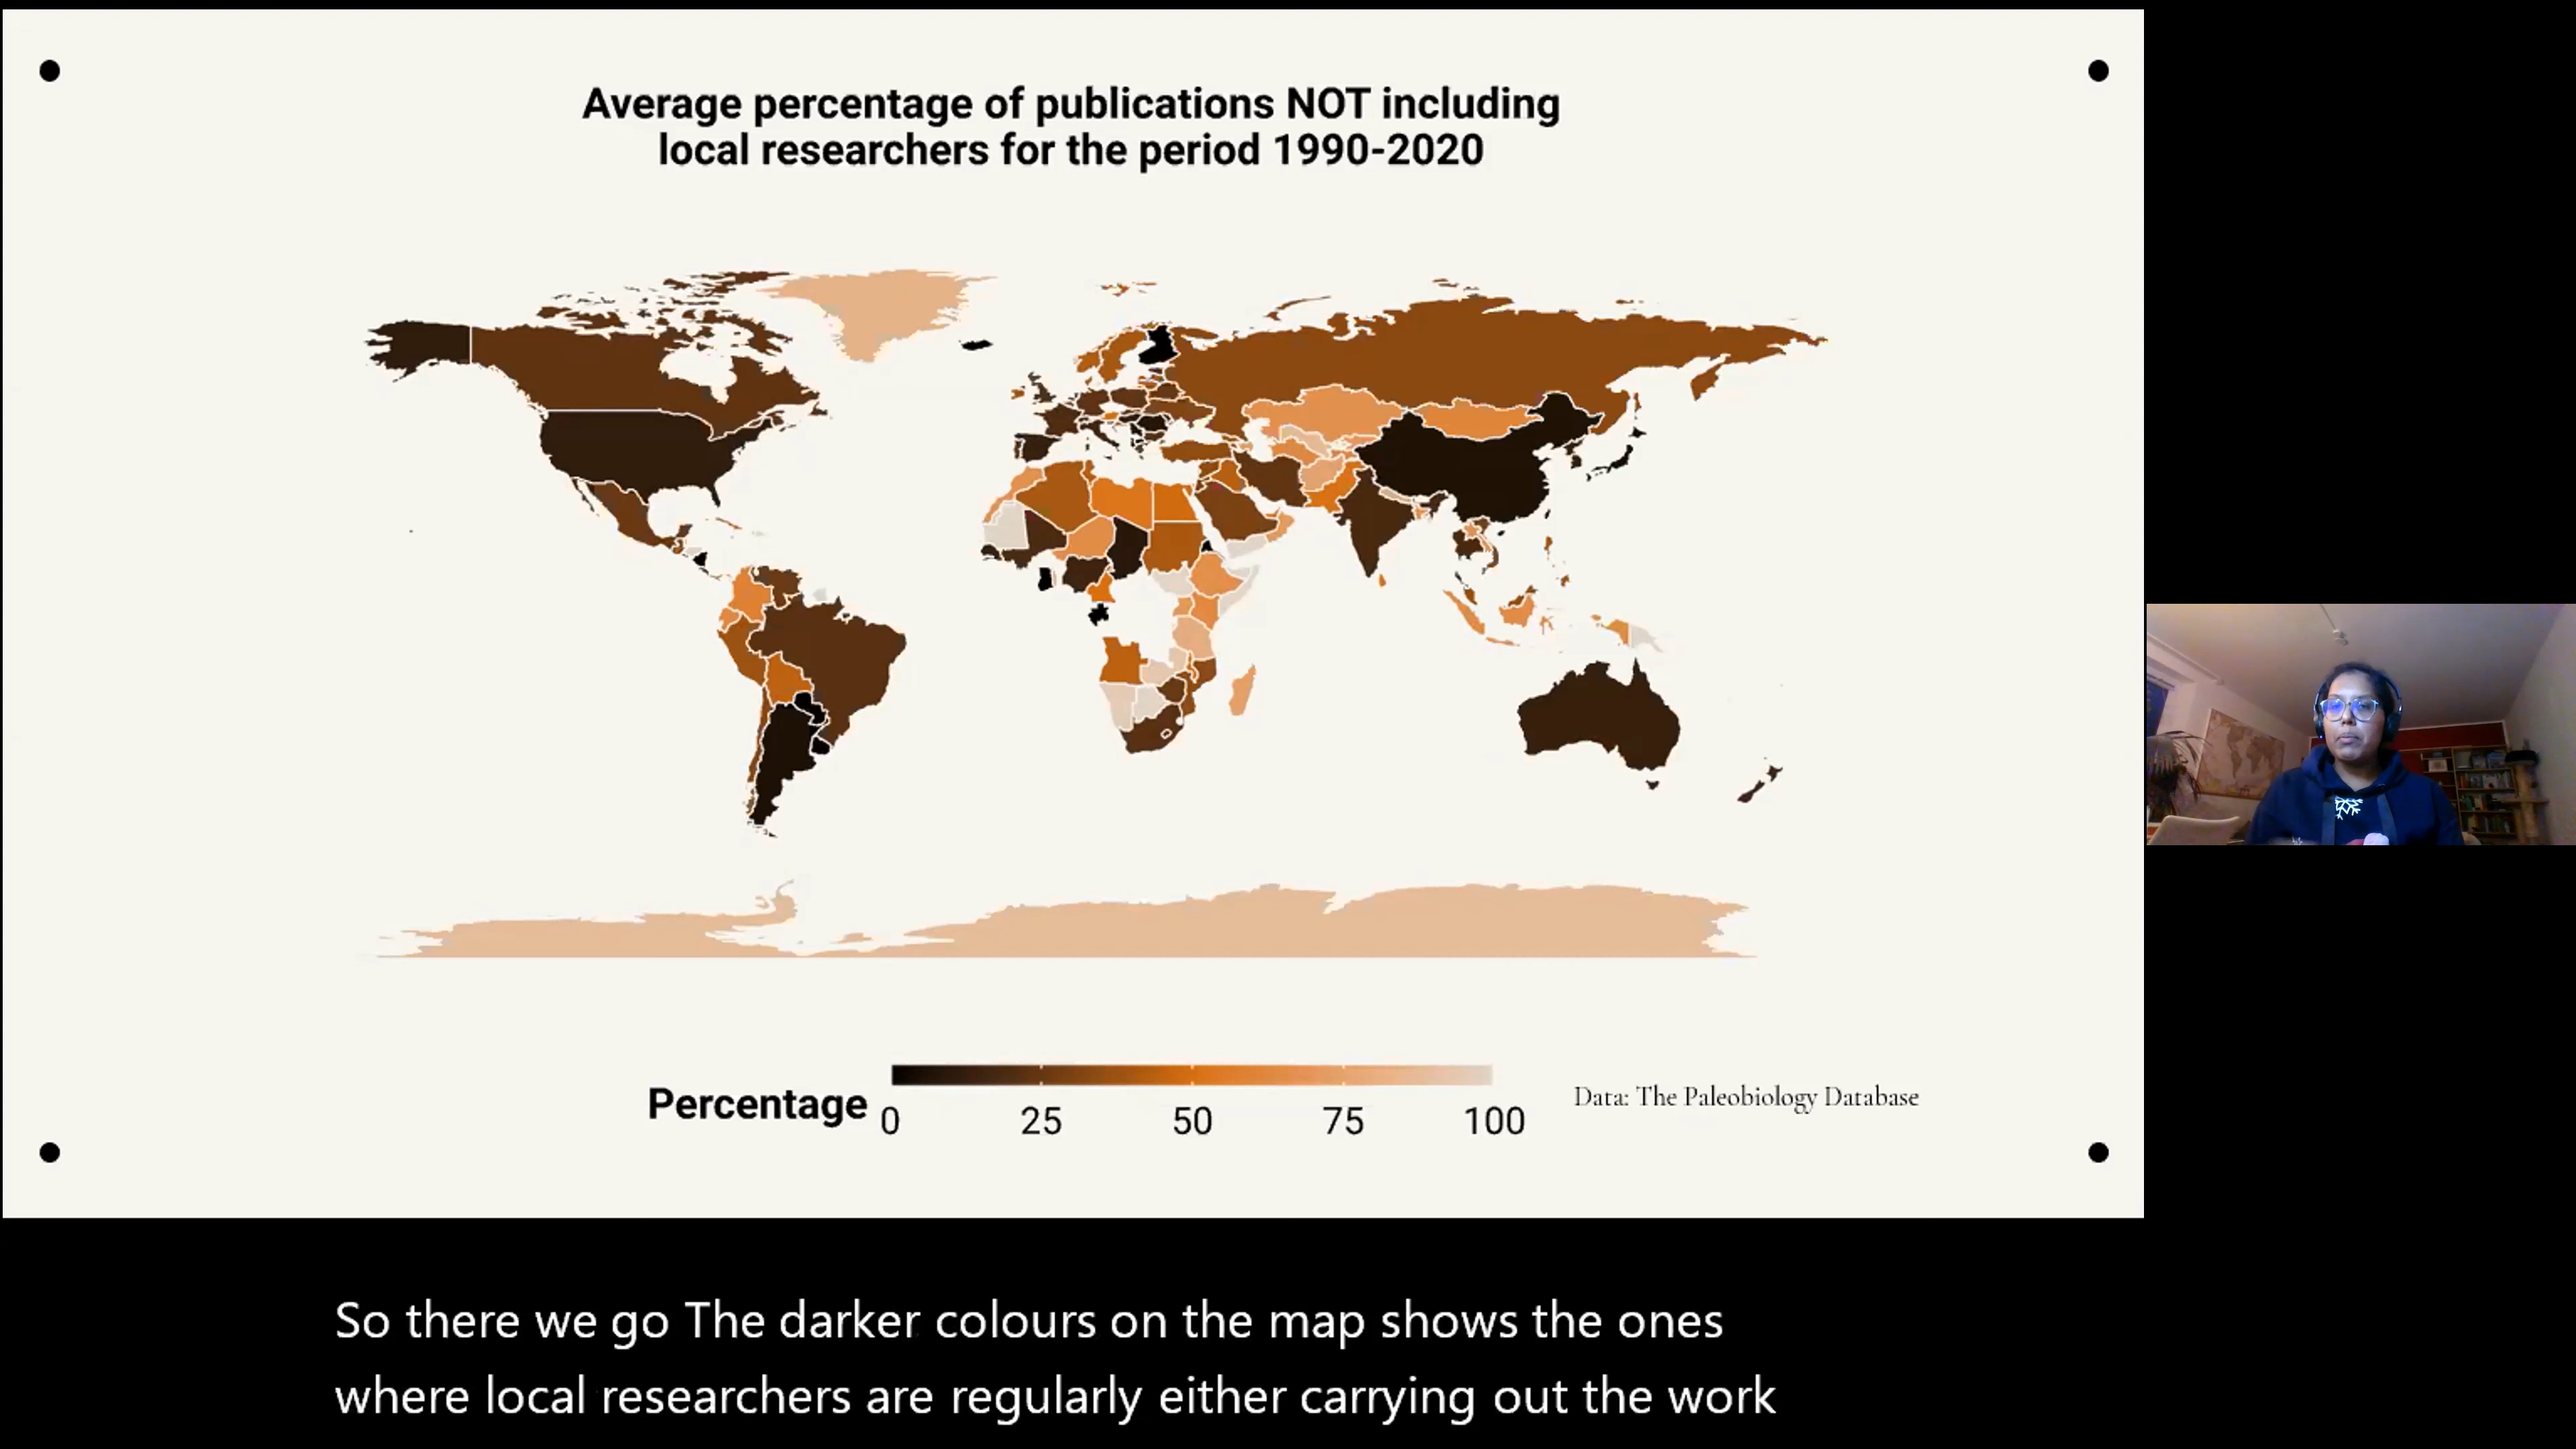 Average percentage of publications NOT including
local researchers for the period 1990-2020
Percentage
0 25 50 75 100
Data: The Paleobiology Database
So there we go The darker colours on the map shows the ones
where local researchers are regularly either carrying out the work